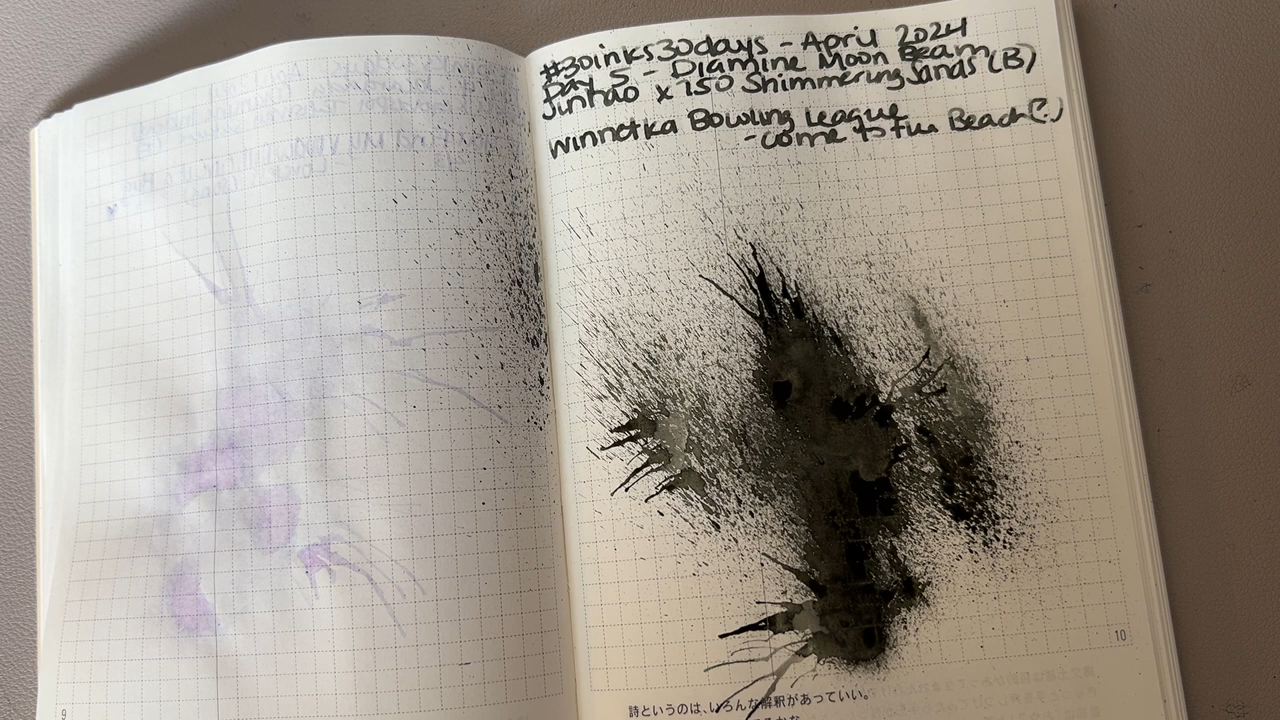 #30inks30days - April 2024
Day 5 - Diamine Moon Beam
Jinhao x 750 Shimmering Sands (B)
Winnetka Bowling League
- come to the Beach(?)
9
10
詩というのは、いろんな解釈があっていい。